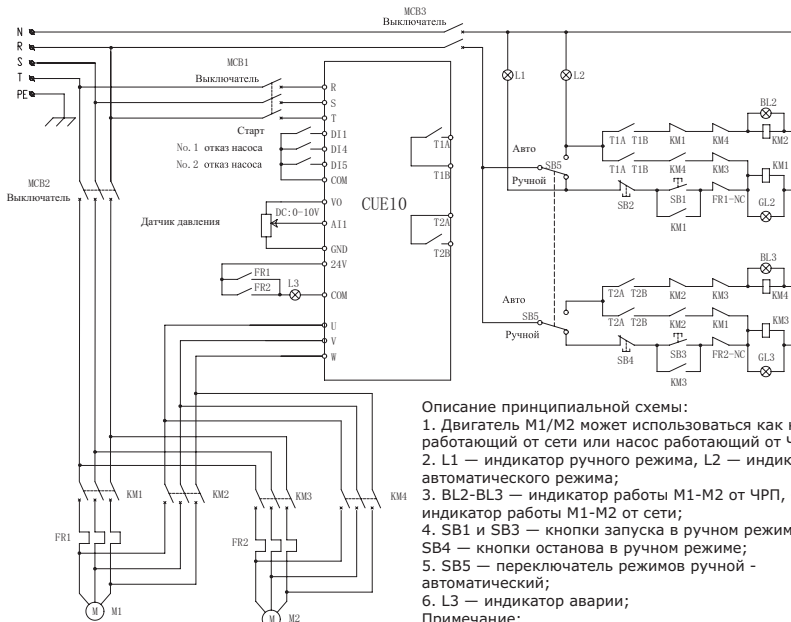 MCB3
Выключатель
N
R
S
T
PE
MCB1
Выключатель
R
S
T
Старт
DI1
No. 1 отказ насоса
DI4
No. 2 отказ насоса
DI5
COM
MCB2
Выключатель
VO
DC:0-10V
Датчик давления
AI1
GND
24V
FR1
FR2
L3
COM
U
V
W
CUE10
T1A
T1B
T2A
T2B
L1
L2
Авто
SB5
Ручной
BL2
T1A T1B
KM1
KM4
KM2
T1A T1B
KM4
KM3
KM1
SB2
SB1
FR1-NC
GL2
KM1
BL3
Авто
SB5
Ручной
T2A T2B
KM2
KM3
KM4
T2A T2B
KM2
KM1
KM3
SB4
SB3
FR2-NC
GL3
KM3
KM1
KM2
KM3
KM4
FR1
FR2
M
M1
M
M2
Описание принципиальной схемы:
1. Двигатель M1/M2 может использоваться как
работающий от сети или насос работающий от
2. L1 — индикатор ручного режима, L2 —
автоматического режима;
3. BL2-BL3 — индикатор работы M1-M2 от ЧРП,
индикатор работы M1-M2 от сети;
4. SB1 и SB3 — кнопки запуска в ручном
SB4 — кнопки останова в ручном режиме;
5. SB5 — переключатель режимов ручной -
автоматический;
6. L3 — индикатор аварии;
Примечание: